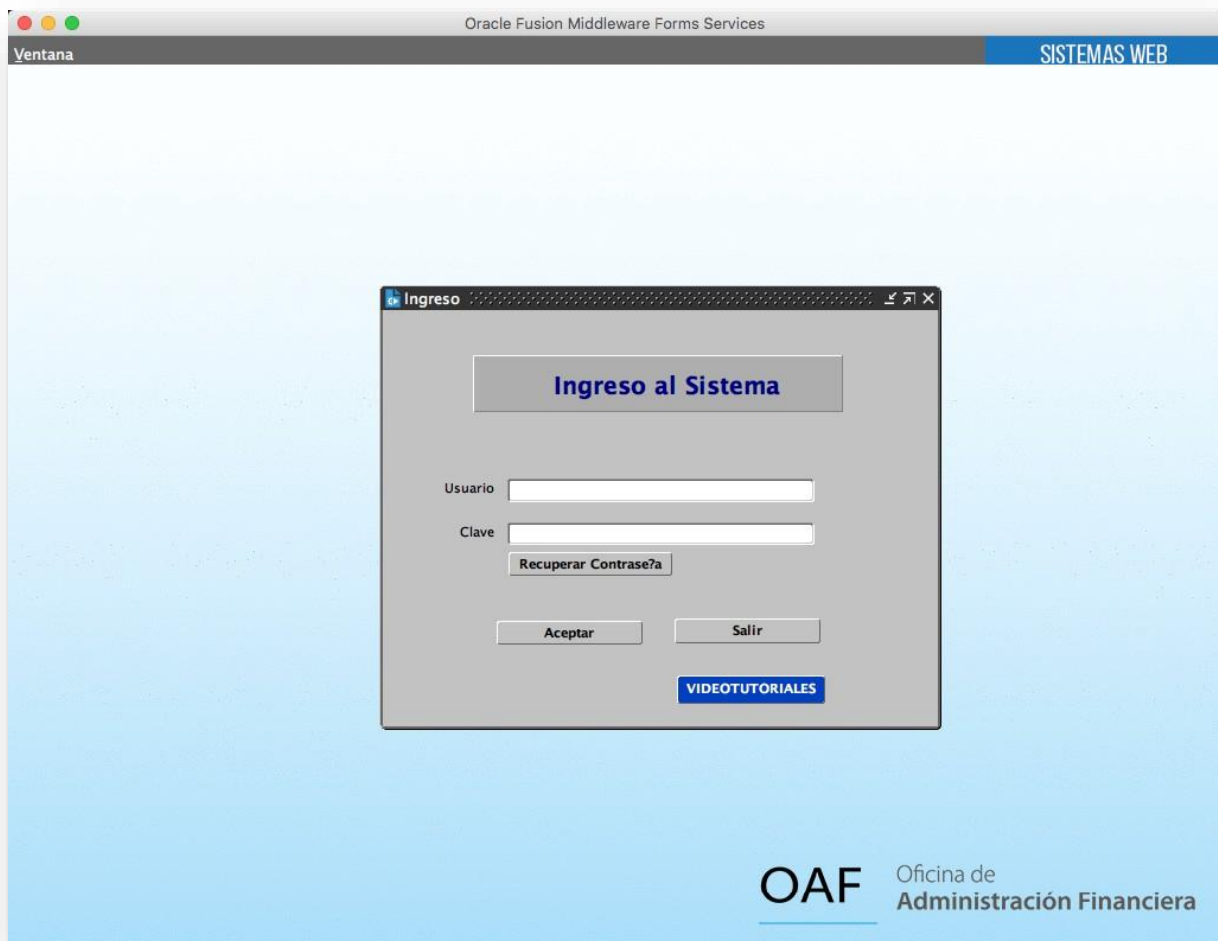 Oracle Fusion Middleware Forms Services
Ventana
SISTEMAS WEB
Ingreso
Ingreso al Sistema
Usuario
Clave
Recuperar Contrase?a
Aceptar
Salir
VIDEOTUTORIALES
OAF
Oficina de
Administración Financiera